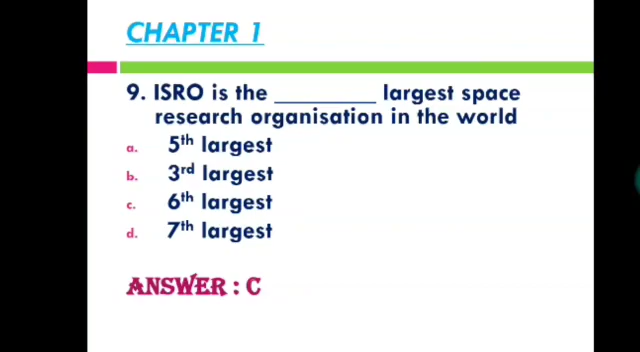 CHAPTER 1
9. ISRO is the ________ largest space
research organisation in the world
a. 5th largest
b. 3rd largest
c. 6th largest
d. 7th largest
ANSWER : C